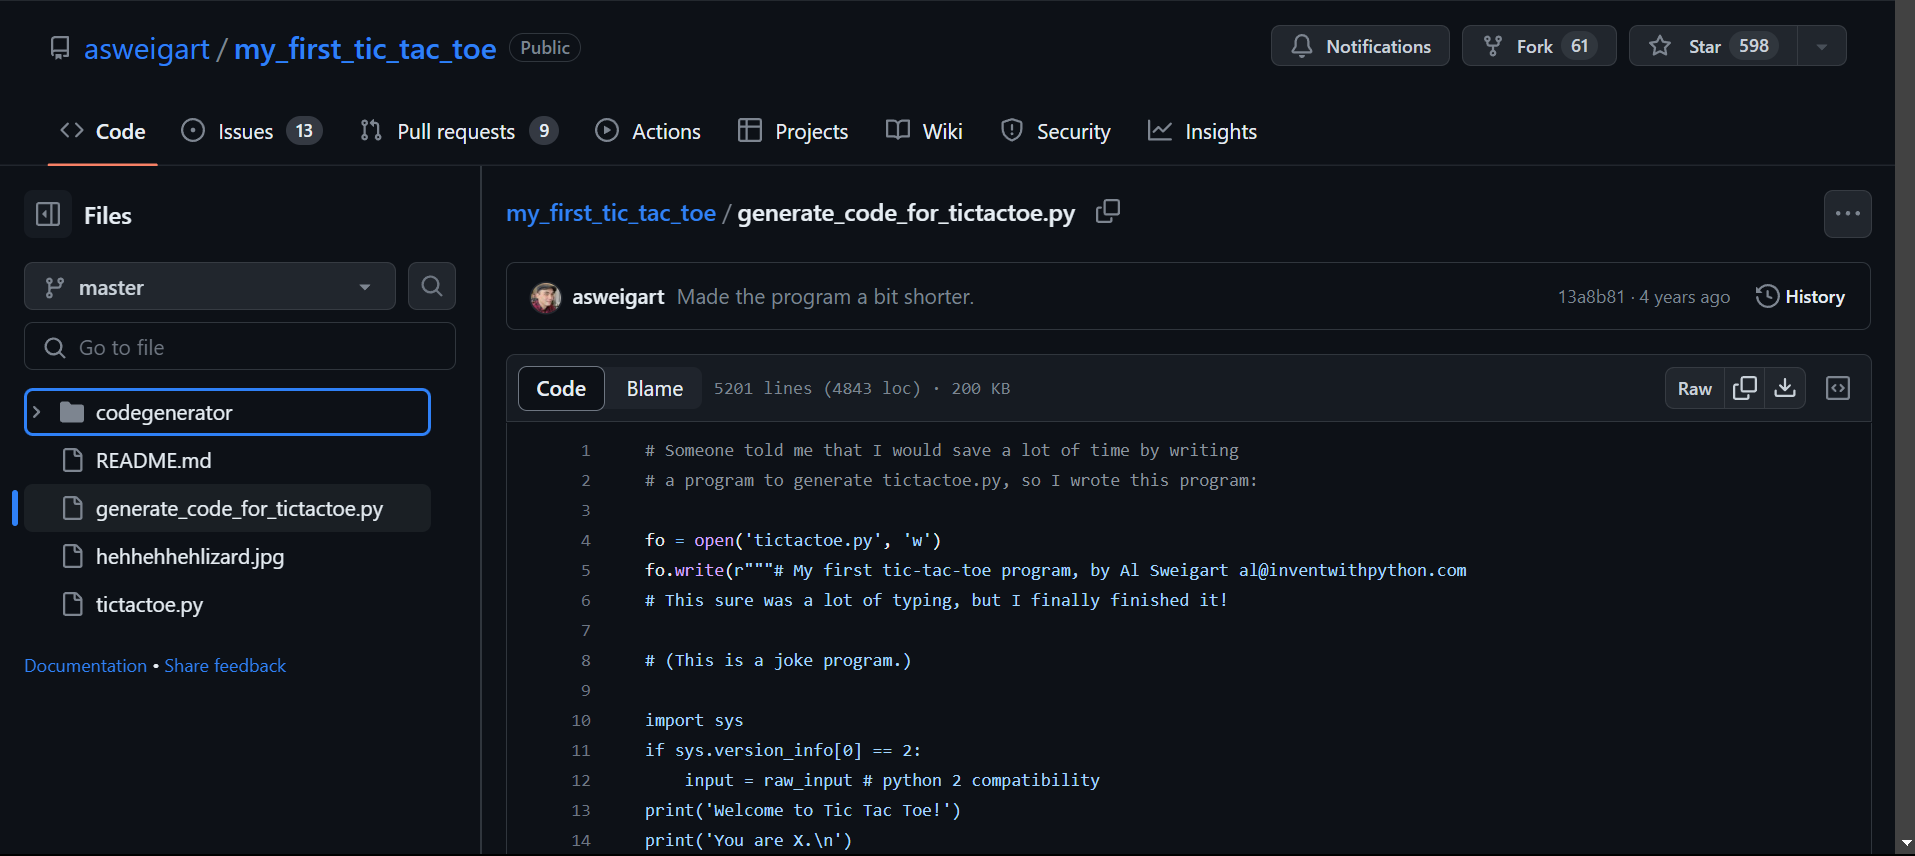 asweigart / my_first_tic_tac_toe Public
Notifications Fork 61 Star 598
Code Issues 13 Pull requests 9 Actions Projects Wiki Security Insights
Files
master
Go to file
codegenerator
README.md
generate_code_for_tictactoe.py
hehhehhehlizard.jpg
tictactoe.py
Documentation • Share feedback
my_first_tic_tac_toe / generate_code_for_tictactoe.py
asweigart Made the program a bit shorter. 13a8b81 · 4 years ago History
Code Blame 5201 lines (4843 loc) · 200 KB Raw
1 # Someone told me that I would save a lot of time by writing
2 # a program to generate tictactoe.py, so I wrote this program:
3
4 fo = open('tictactoe.py', 'w')
5 fo.write(r"""# My first tic-tac-toe program, by Al Sweigart al@inventwithpython.com
6 # This sure was a lot of typing, but I finally finished it!
7
8 # (This is a joke program.)
9
10 import sys
11 if sys.version_info[0] == 2:
12     input = raw_input # python 2 compatibility
13 print('Welcome to Tic Tac Toe!')
14 print('You are X.\n')